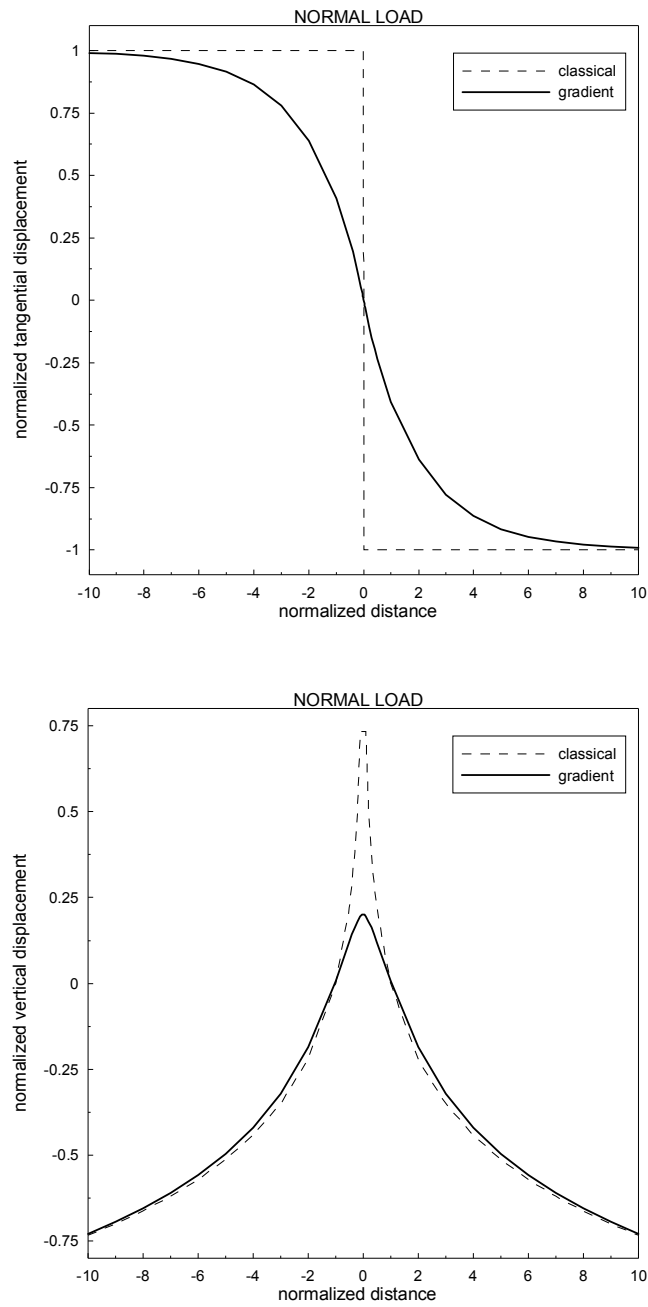 NORMAL LOAD
classical
gradient
1
0.75
0.5
0.25
0
-0.25
-0.5
-0.75
-1
normalized tangential displacement
-10 -8 -6 -4 -2 0 2 4 6 8 10
normalized distance
NORMAL LOAD
classical
gradient
0.75
0.5
0.25
0
-0.25
-0.5
-0.75
normalized vertical displacement
-10 -8 -6 -4 -2 0 2 4 6 8 10
normalized distance